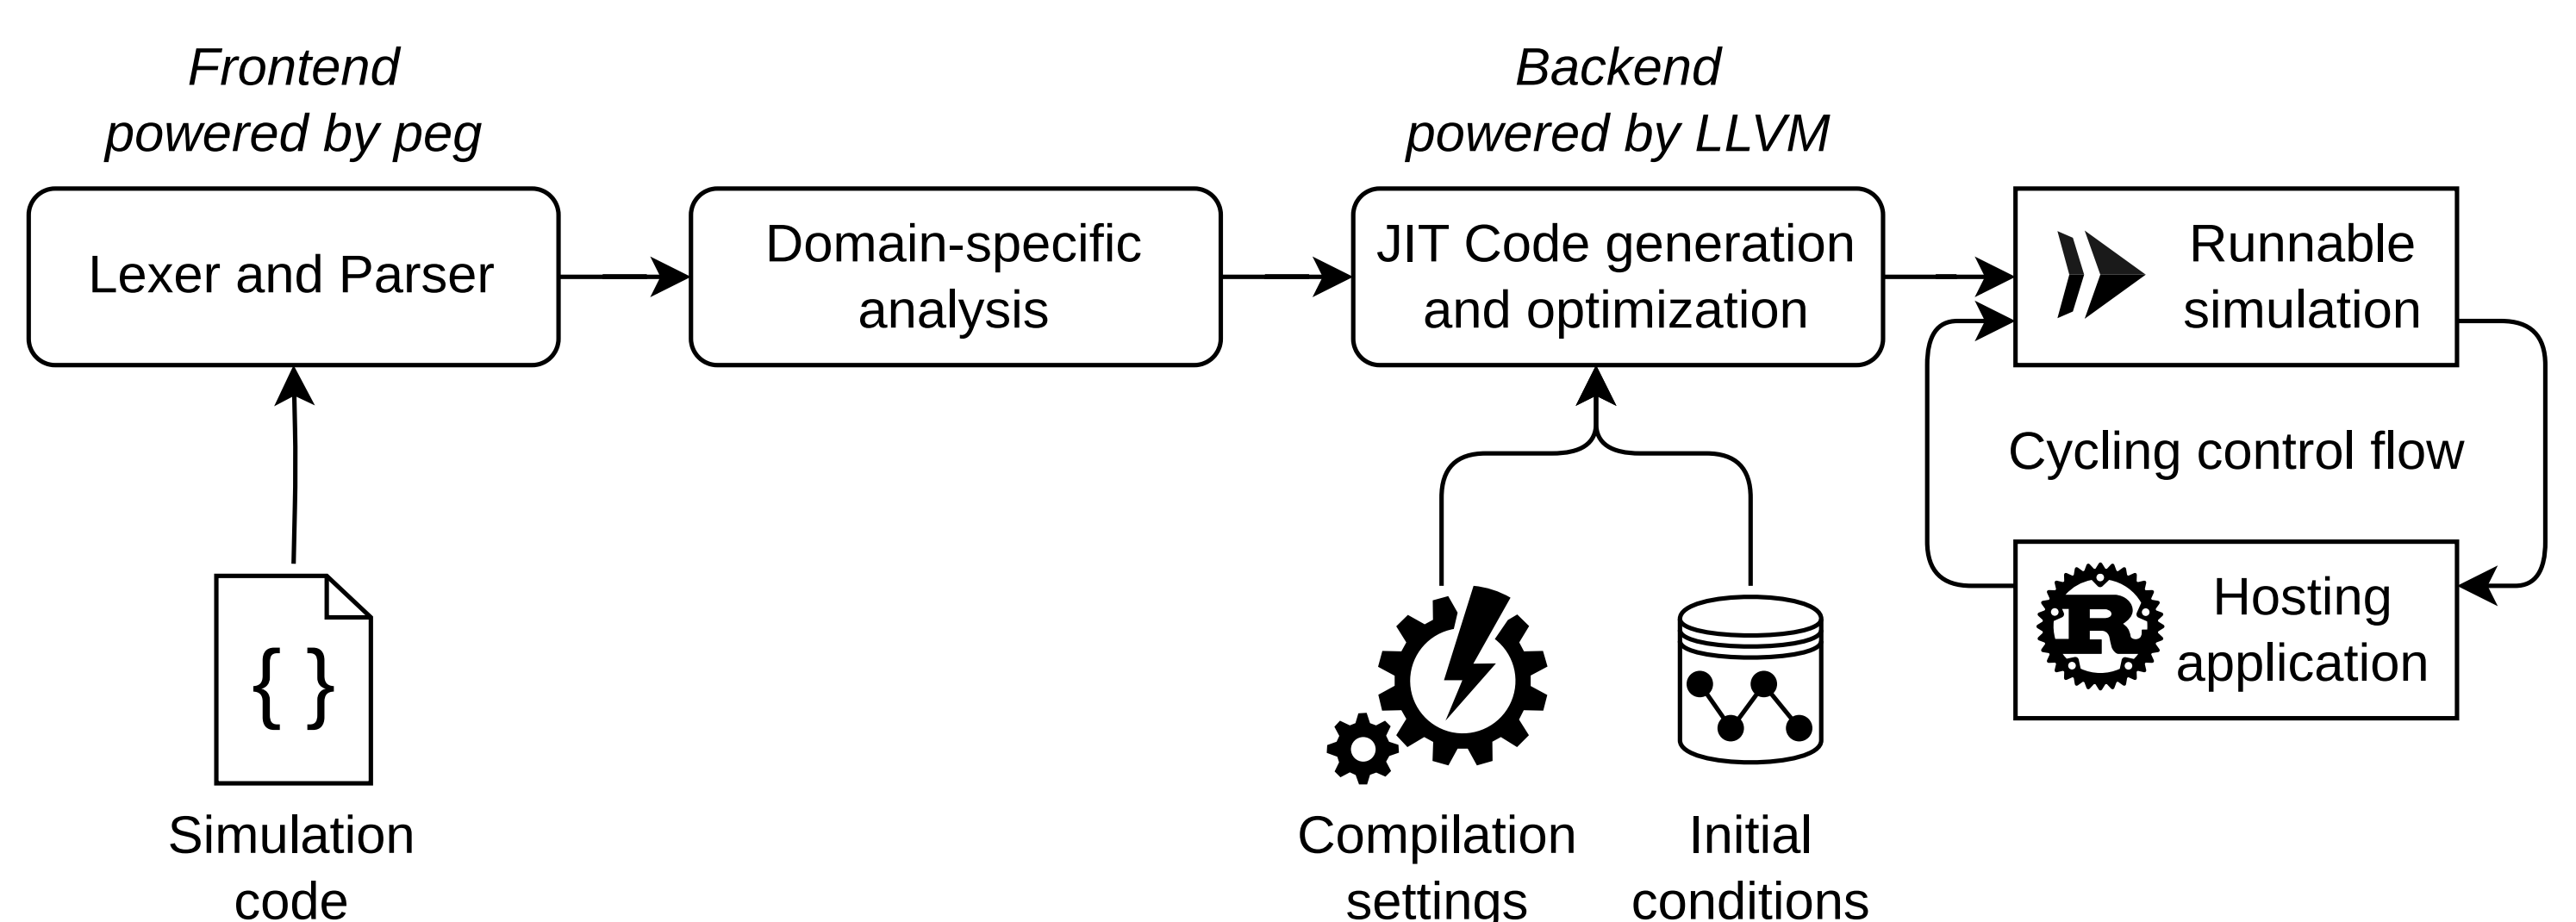 Frontend
powered by peg
Backend
powered by LLVM
Lexer and Parser
Domain-specific
analysis
JIT Code generation
and optimization
Runnable
simulation
Cycling control flow
Hosting
application
{ }
R
Simulation
code
Compilation
settings
Initial
conditions